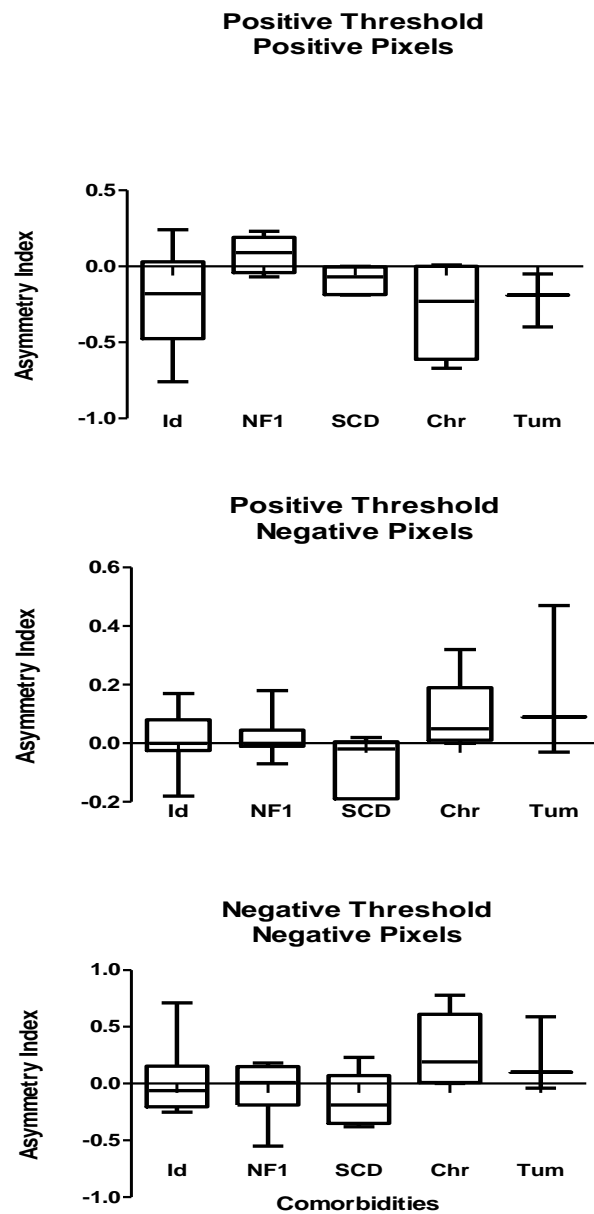 Positive Threshold
Positive Pixels
Asymmetry Index
0.5
0.0
-0.5
-1.0
Id NF1 SCD Chr Tum
Positive Threshold
Negative Pixels
Asymmetry Index
0.6
0.4
0.2
0.0
-0.2
Id NF1 SCD Chr Tum
Negative Threshold
Negative Pixels
Asymmetry Index
1.0
0.5
0.0
-0.5
-1.0
Id NF1 SCD Chr Tum
Comorbidities